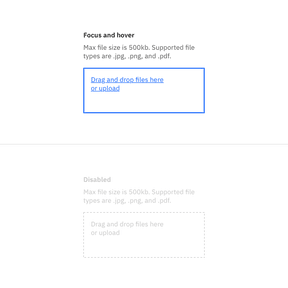 Focus and hover
Max file size is 500kb. Supported file
types are .jpg, .png, and .pdf.
Drag and drop files here
or upload
Disabled
Max file size is 500kb. Supported file
types are .jpg, .png, and .pdf.
Drag and drop files here
or upload